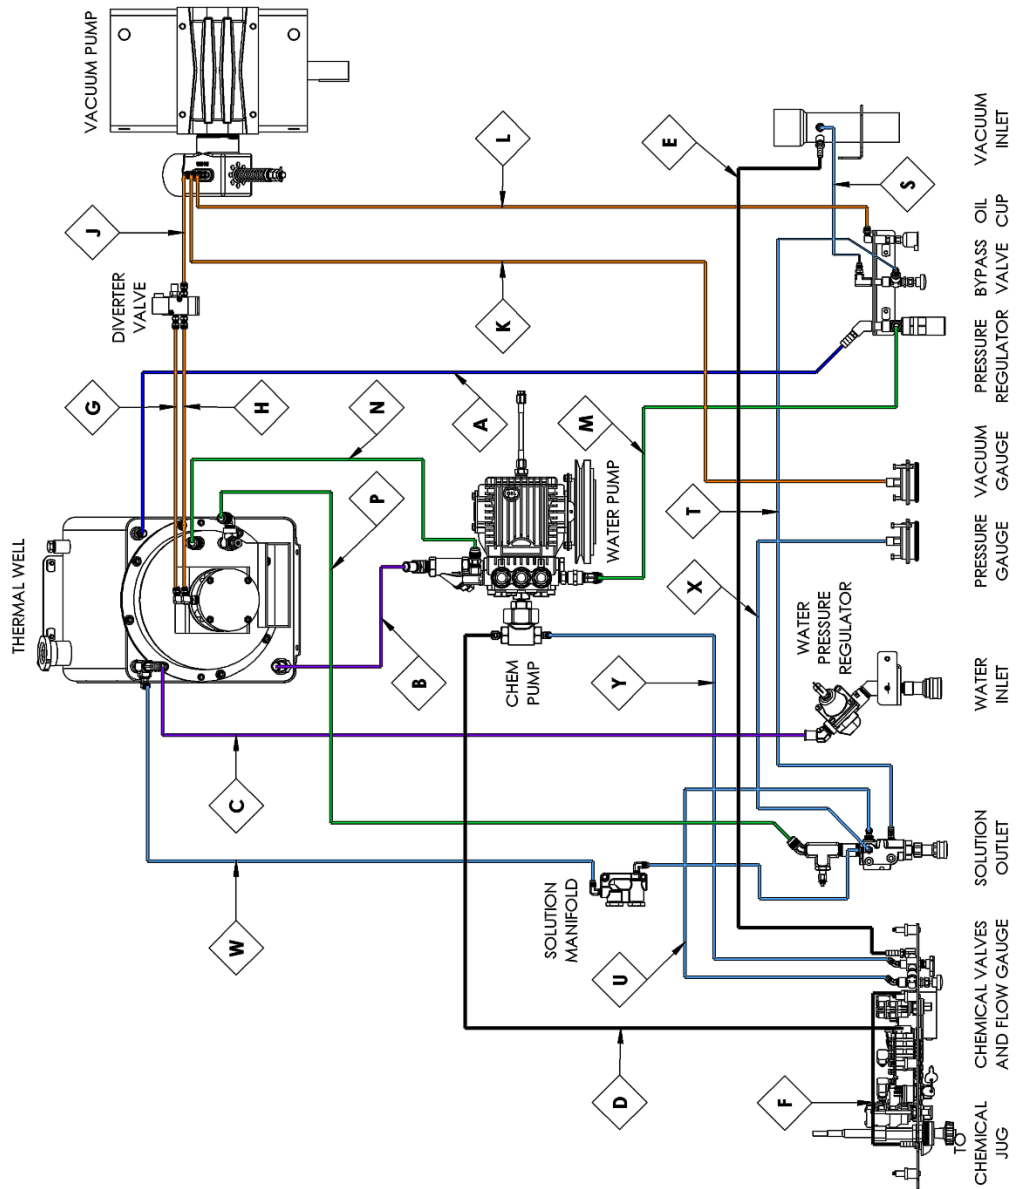 THERMAL WELL
VACUUM PUMP
G
J
DIVERTER
VALVE
W
C
H
P
N
B
A
K
L
CHEM
PUMP
SOLUTION
MANIFOLD
M
WATER PUMP
D
U
Y
E
X
T
F
WATER
PRESSURE
REGULATOR
S
TO
CHEMICAL
JUG
CHEMICAL VALVES
AND FLOW GAUGE
SOLUTION
OUTLET
WATER
INLET
PRESSURE
GAUGE
VACUUM
GAUGE
PRESSURE
REGULATOR
BYPASS
VALVE
OIL
CUP
VACUUM
INLET